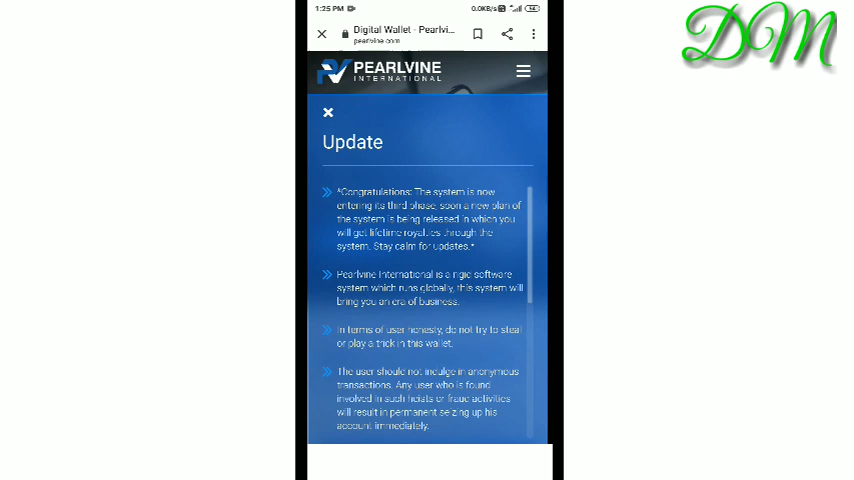 1:25 PM
0.0KB/s
54
Digital Wallet - Pearlvi...
pearlvine.com
PEARLVINE
INTERNATIONAL
Update
*Congratulations: The system is now
entering its third phase, soon a new plan of
the system is being released in which you
will get lifetime royalties through the
system. Stay calm for updates.*
Pearlvine International is a rigid software
system which runs globally, this system will
bring you an era of business.
In terms of user honesty, do not try to steal
or play a trick in this wallet.
The user should not indulge in anonymous
transactions. Any user who is found
involved in such heists or fraud activities
will result in permanent seizing up his
account immediately.
DM